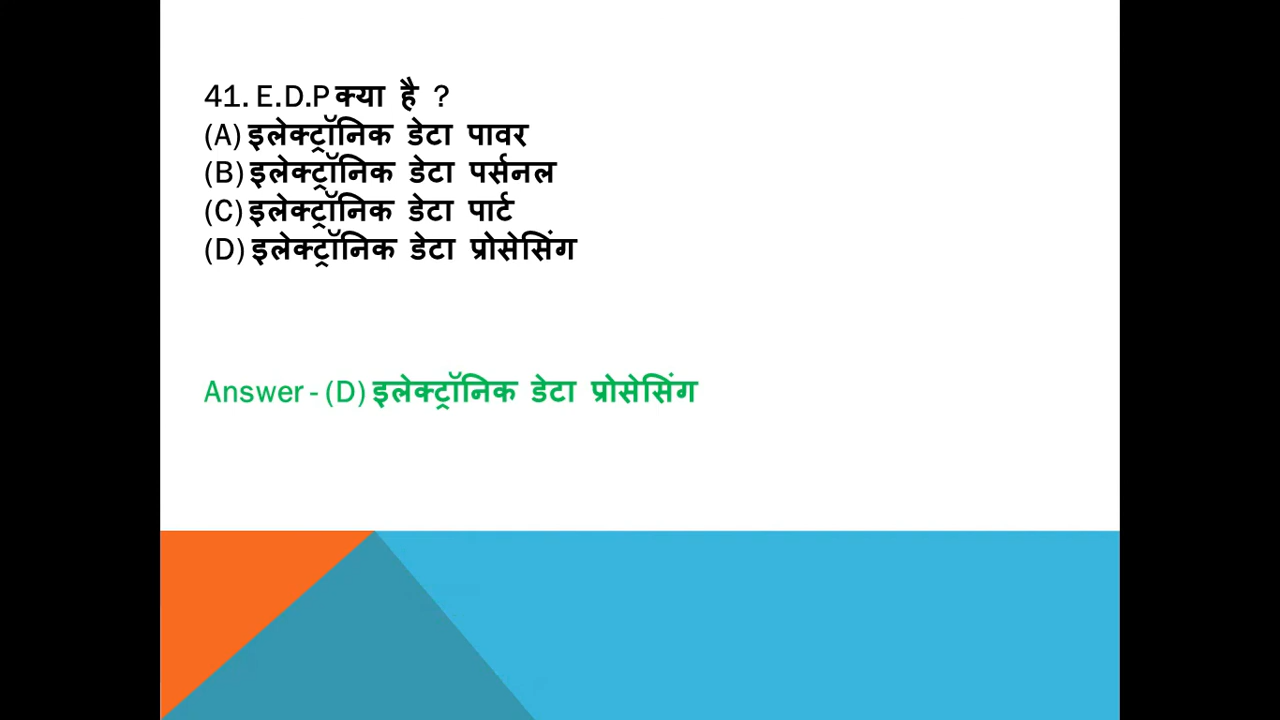 41. E.D.P क्या है ?
(A) इलेक्ट्रॉनिक डेटा पावर
(B) इलेक्ट्रॉनिक डेटा पर्सनल
(C) इलेक्ट्रॉनिक डेटा पार्ट
(D) इलेक्ट्रॉनिक डेटा प्रोसेसिंग
Answer - (D) इलेक्ट्रॉनिक डेटा प्रोसेसिंग